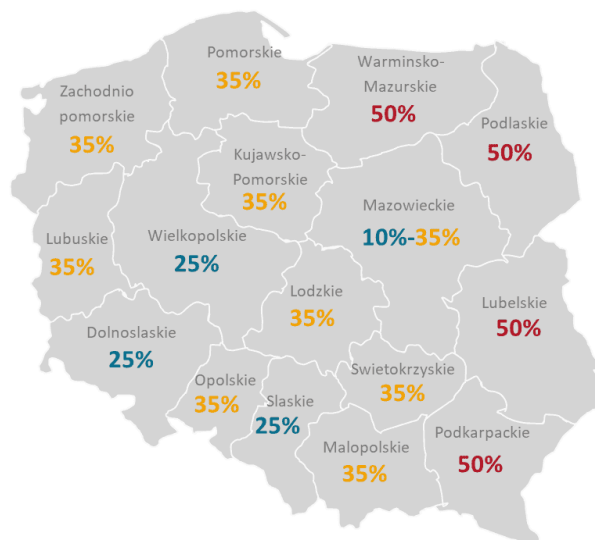 Pomorskie
35%
Warminsko-
Mazurskie
50%
Zachodnio
pomorskie
35%
Podlaskie
50%
Kujawsko-
Pomorskie
35%
Mazowieckie
10%-35%
Lubuskie
35%
Wielkopolskie
25%
Lodzkie
35%
Lubelskie
50%
Dolnoslaskie
25%
Opolskie
35%
Slaskie
25%
Swietokrzyskie
35%
Malopolskie
35%
Podkarpackie
50%